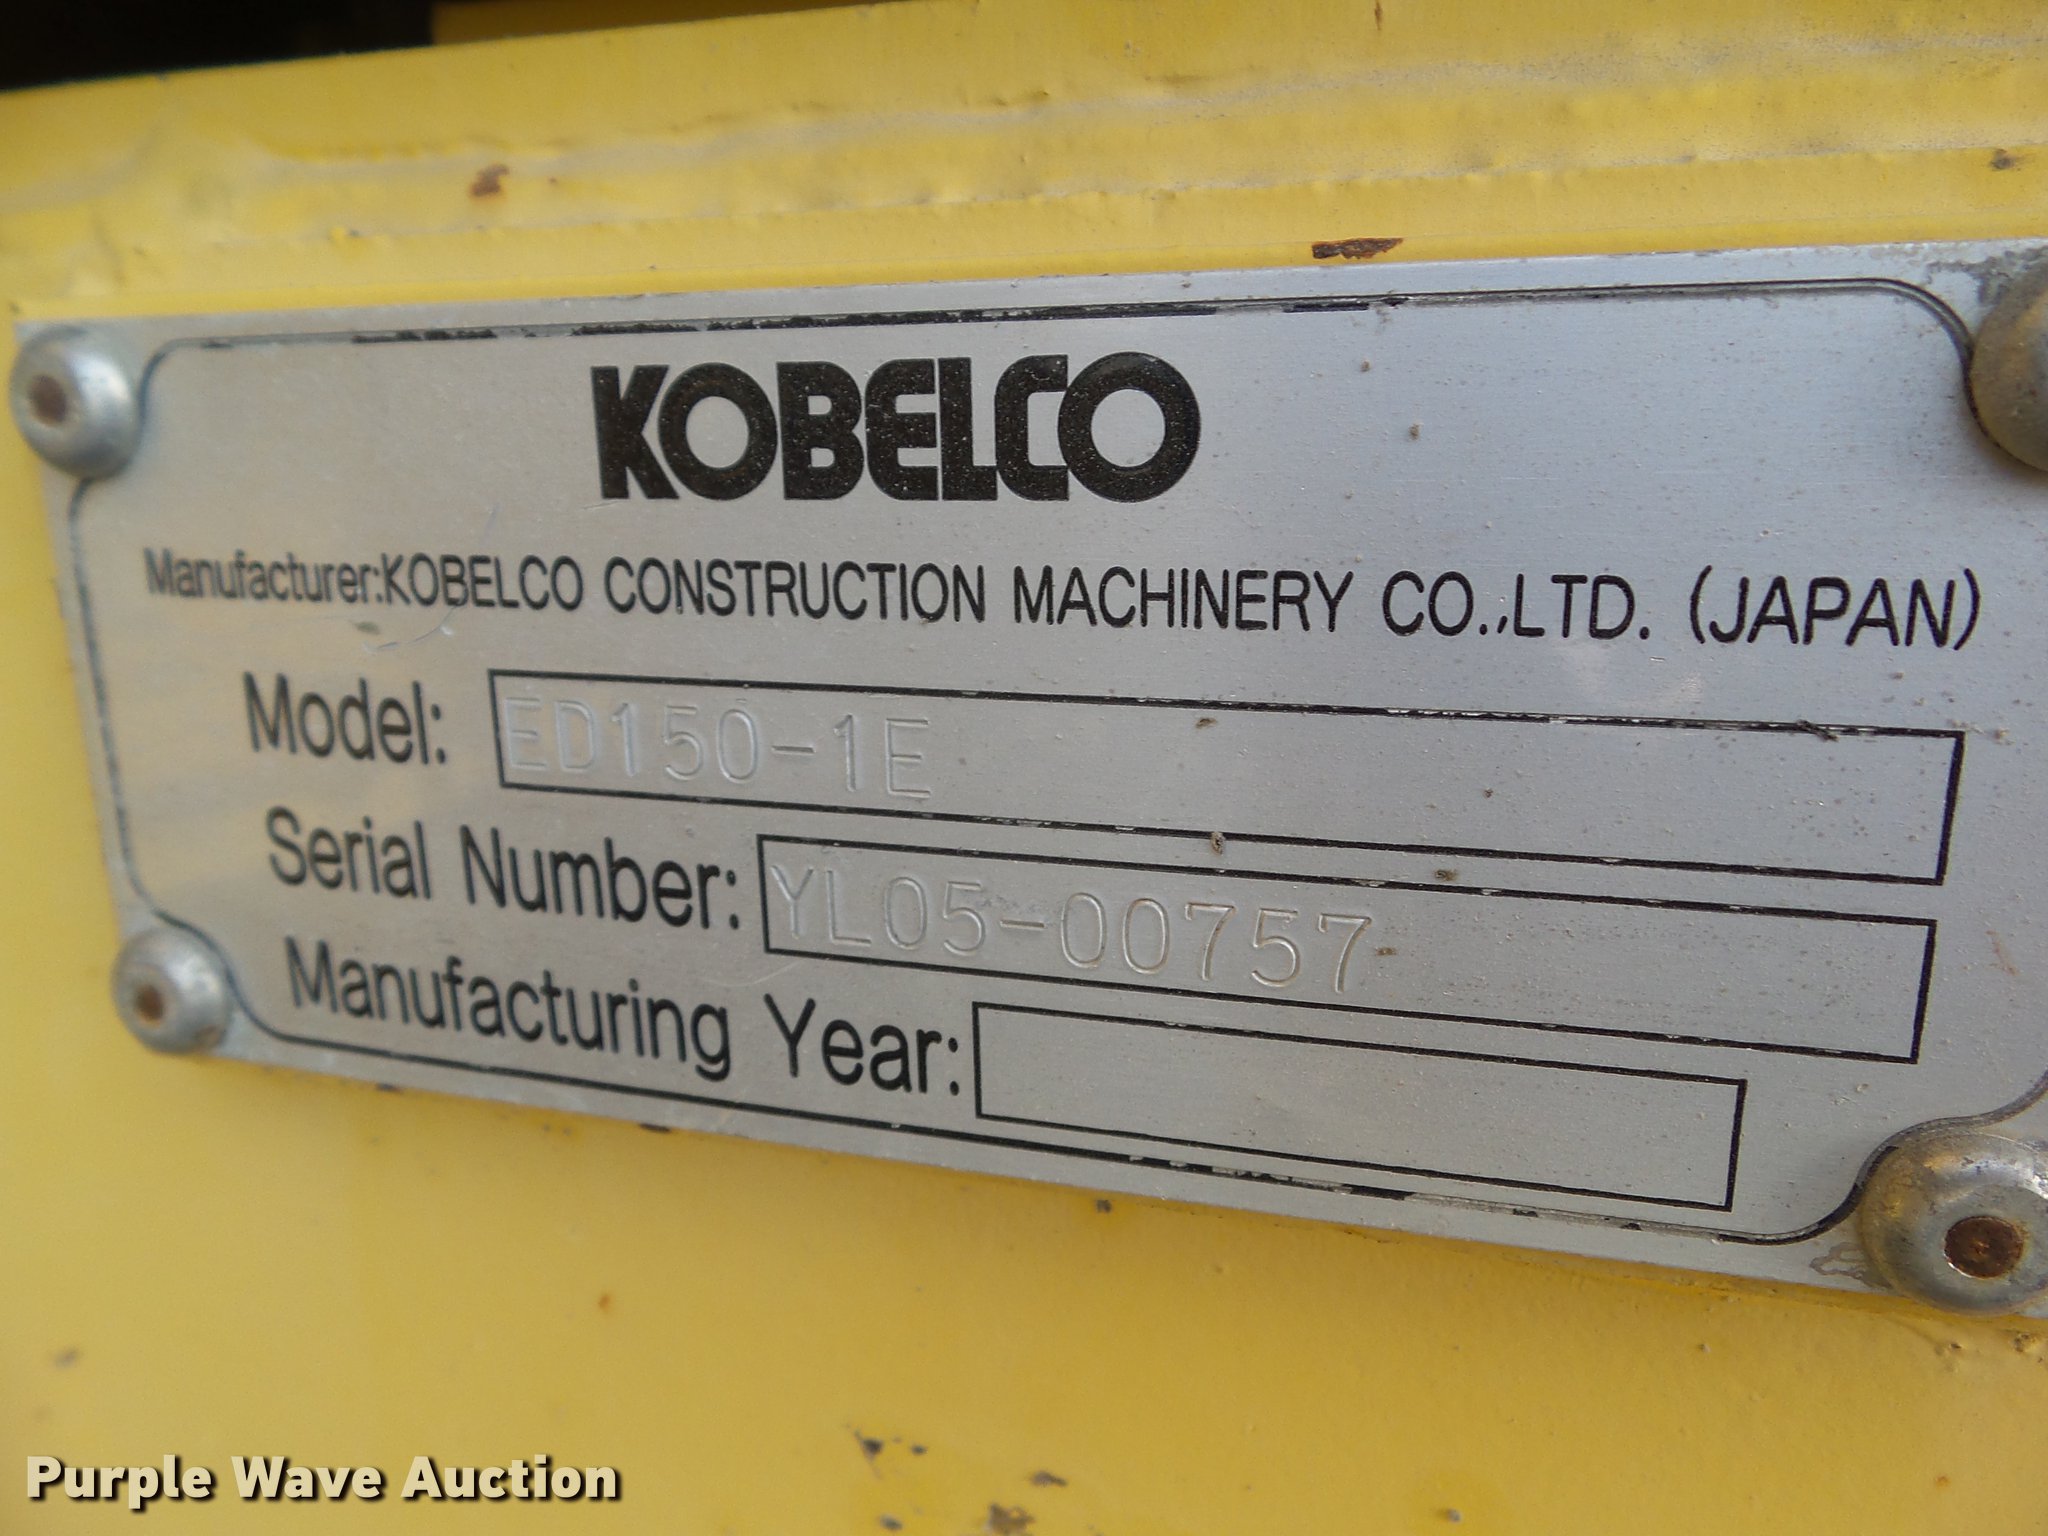 KOBELCO
Manufacturer:KOBELCO CONSTRUCTION MACHINERY CO.,LTD. (JAPAN)
Model: ED150-1E
Serial Number: YL05-00757
Manufacturing Year:
Purple Wave Auction